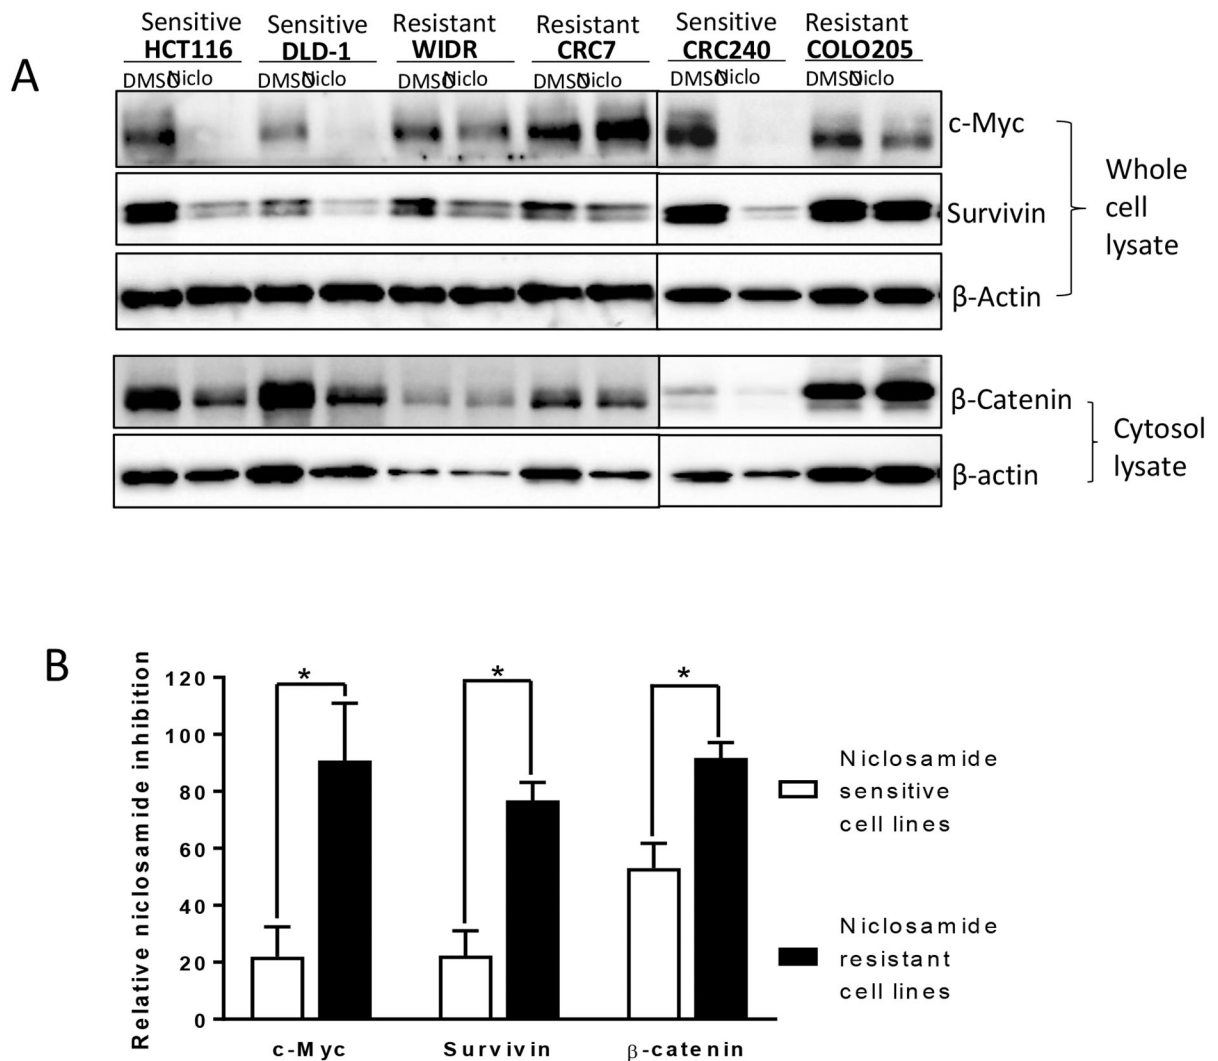 A
Sensitive Sensitive Resistant Resistant Sensitive Resistant
HCT116 DLD-1 WIDR CRC7 CRC240 COLO205
DMSO Niclo DMSO Niclo DMSO Niclo DMSO Niclo DMSO Niclo DMSO Niclo
c-Myc
Survivin
β-Actin
Whole
cell
lysate
β-Catenin
β-actin
Cytosol
lysate
B
Relative niclosamide inhibition
120
100
80
60
40
20
0
* * *
c-Myc Survivin β-catenin
Niclosamide
sensitive
cell lines
Niclosamide
resistant
cell lines